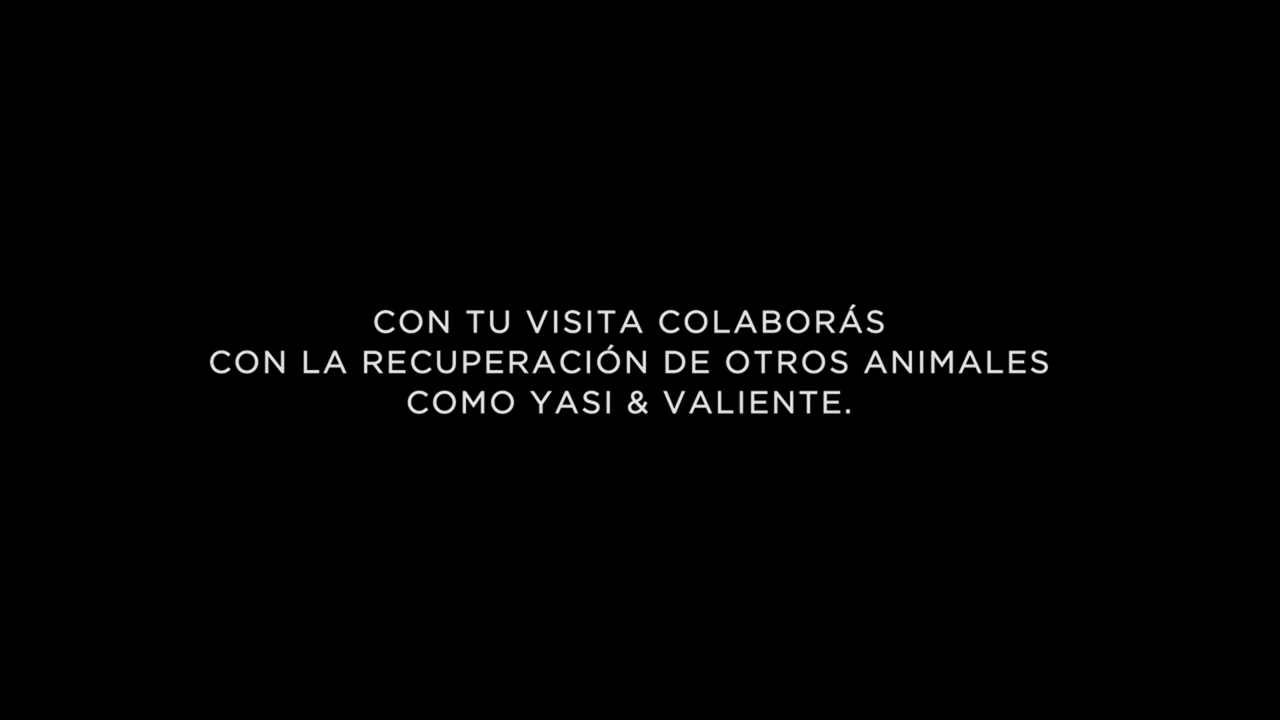 CON TU VISITA COLABORÁS
CON LA RECUPERACIÓN DE OTROS ANIMALES
COMO YASI & VALIENTE.